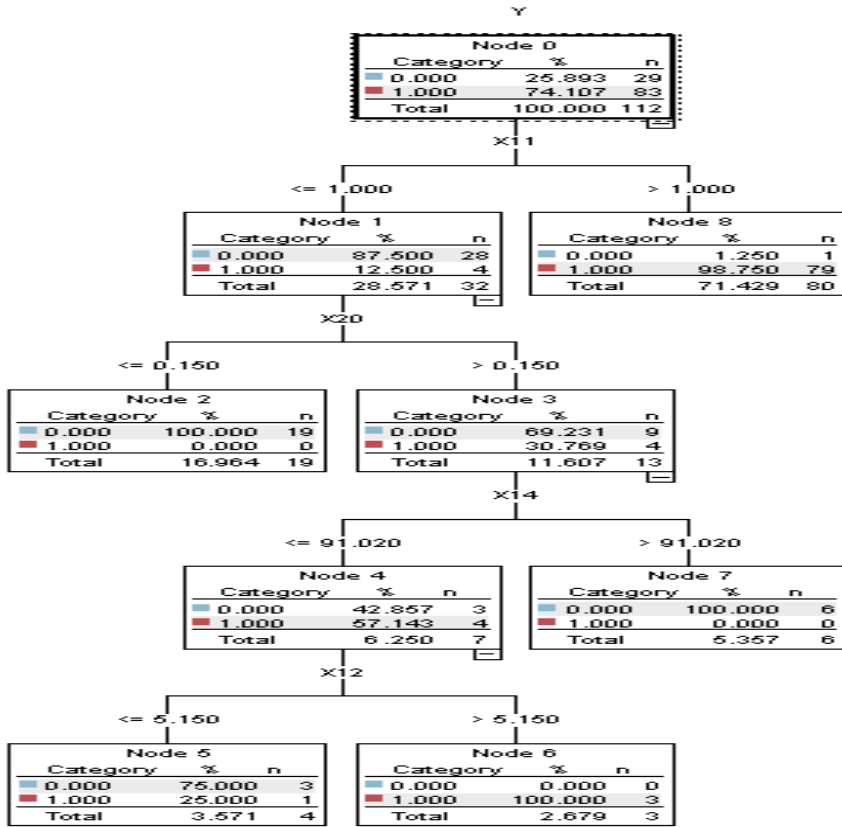 Y
Node 0
Category % n
0.000 25.893 29
1.000 74.107 83
Total 100.000 112
X11
<= 1.000
> 1.000
Node 1
Category % n
0.000 87.500 28
1.000 12.500 4
Total 28.571 32
Node 8
Category % n
0.000 1.250 1
1.000 98.750 79
Total 71.429 80
X20
<= 0.150
> 0.150
Node 2
Category % n
0.000 100.000 19
1.000 0.000 0
Total 16.964 19
Node 3
Category % n
0.000 69.231 9
1.000 30.769 4
Total 11.607 13
X14
<= 91.020
> 91.020
Node 4
Category % n
0.000 42.857 3
1.000 57.143 4
Total 6.250 7
Node 7
Category % n
0.000 100.000 6
1.000 0.000 0
Total 5.357 6
X12
<= 5.150
> 5.150
Node 5
Category % n
0.000 75.000 3
1.000 25.000 1
Total 3.571 4
Node 6
Category % n
0.000 0.000 0
1.000 100.000 3
Total 2.679 3